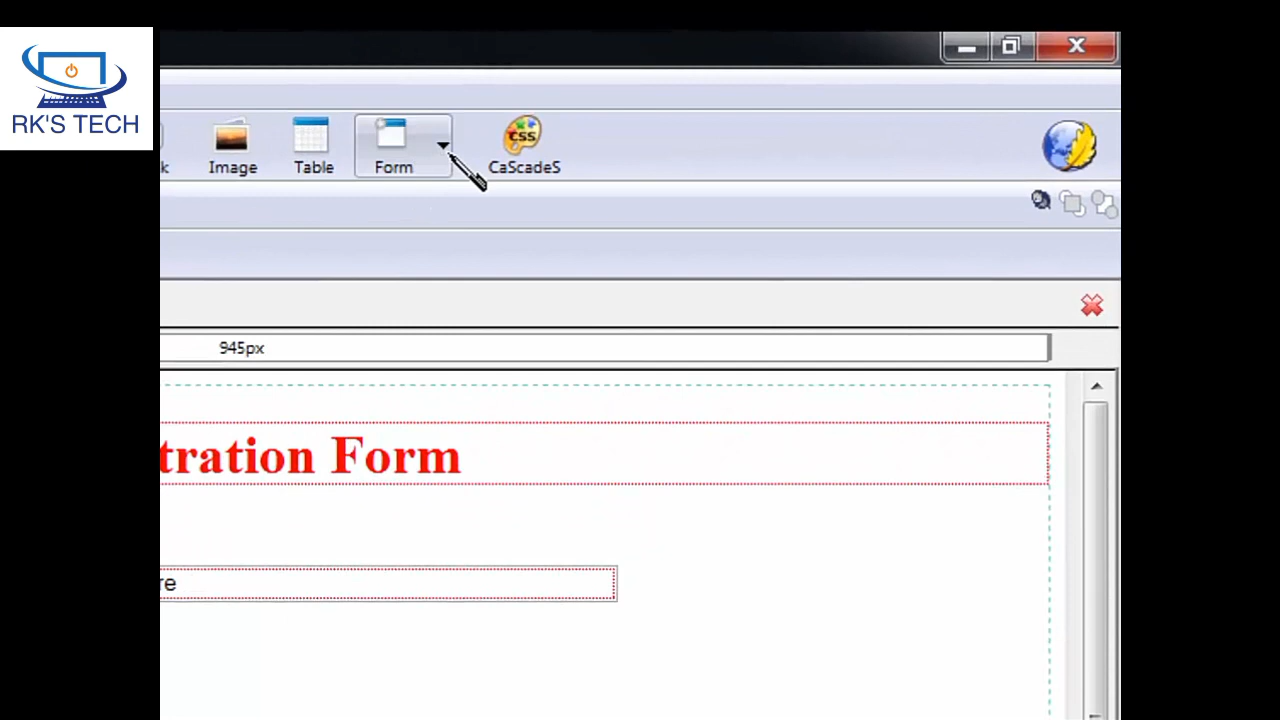 RK'S TECH
k
Image
Table
Form
CSS
CaScadeS
945px
tration Form
re